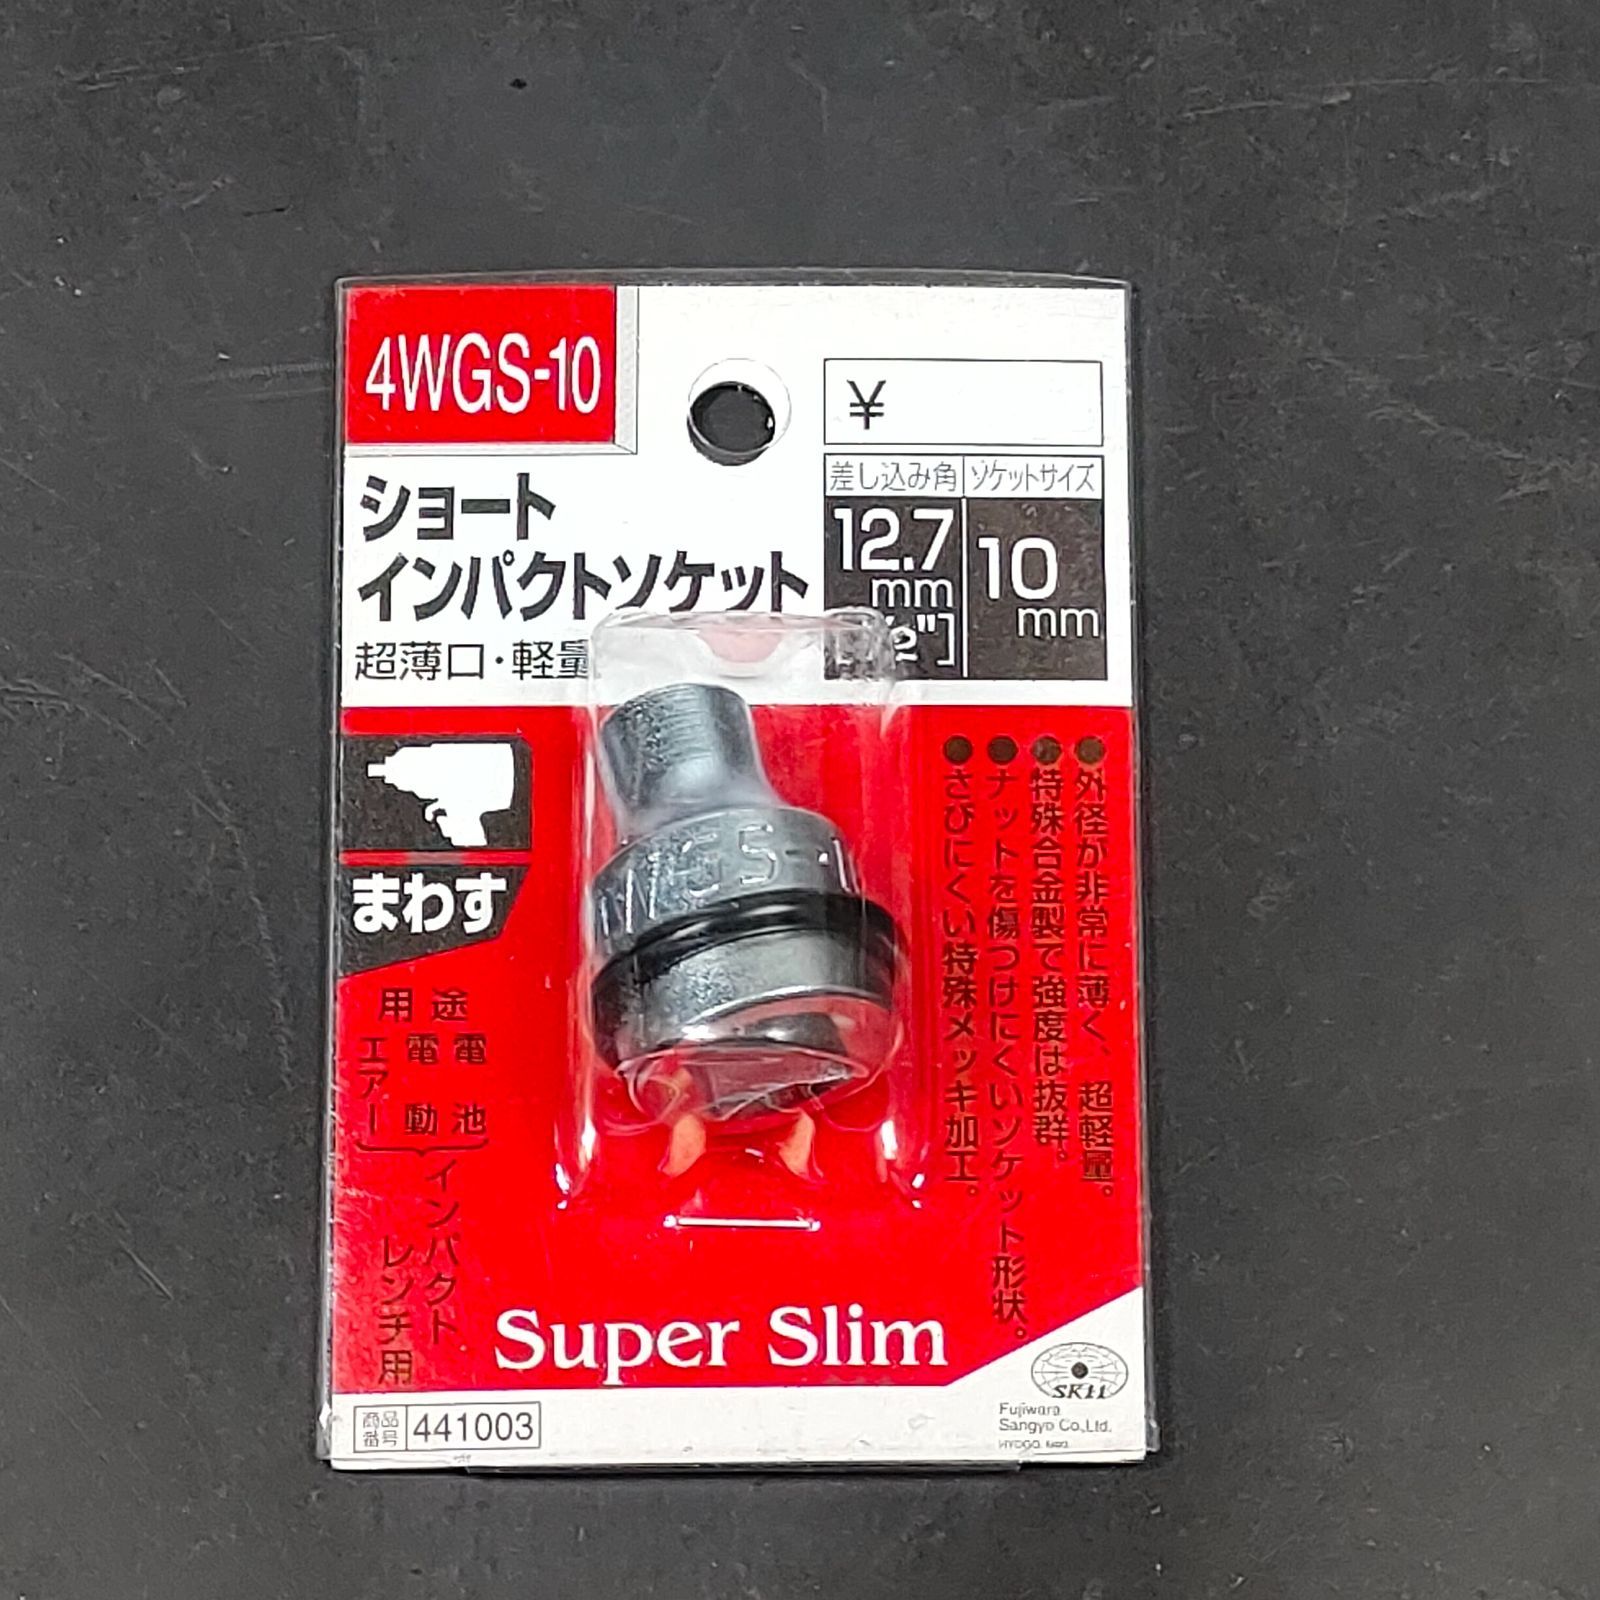 4WGS-10
¥
ショート
インパクトソケット
超薄口・軽量
差し込み角
12.7
mm
ソケットサイズ
10
mm
まわす
用途
電池
電動
エアー
インパクト
レンチ用
●外径が非常に薄く、超軽量。
●特殊合金製で強度は抜群。
●ナットを傷つけにくいソケット形状。
●さびにくい特殊メッキ加工。
WGS-1
Super Slim
商品
番号
441003
SK11
Fujiwara
Sangyo Co.,Ltd.